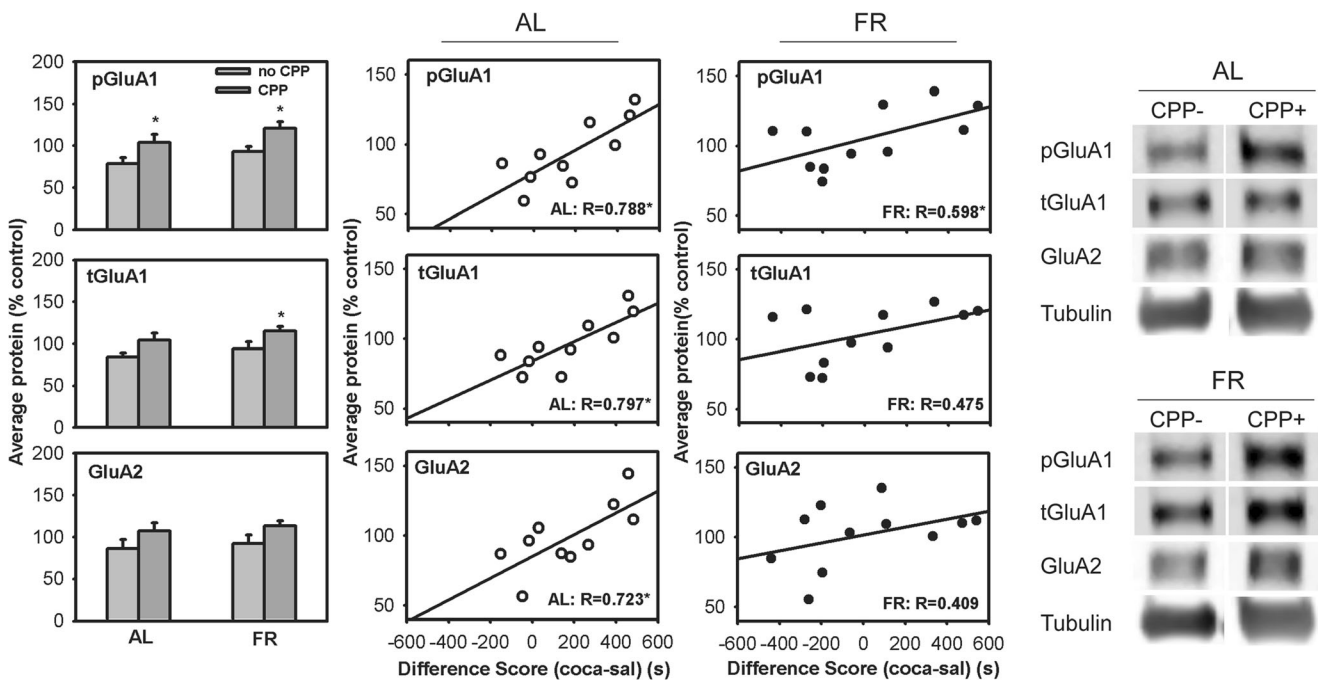 AL
FR
Average protein (% control)
200
150
100
50
0
pGluA1
no CPP
CPP
*
*
200
150
100
50
0
tGluA1
*
200
150
100
50
0
GluA2
AL
FR
Average protein (% control)
150
100
50
pGluA1
AL: R=0.788*
150
100
50
tGluA1
AL: R=0.797*
150
100
50
GluA2
AL: R=0.723*
-600 -400 -200 0 200 400 600
Difference Score (coca-sal) (s)
Average protein(% control)
150
100
50
pGluA1
FR: R=0.598*
150
100
50
tGluA1
FR: R=0.475
150
100
50
GluA2
FR: R=0.409
-600 -400 -200 0 200 400 600
Difference Score (coca-sal) (s)
AL
CPP- CPP+
pGluA1
tGluA1
GluA2
Tubulin
FR
CPP- CPP+
pGluA1
tGluA1
GluA2
Tubulin